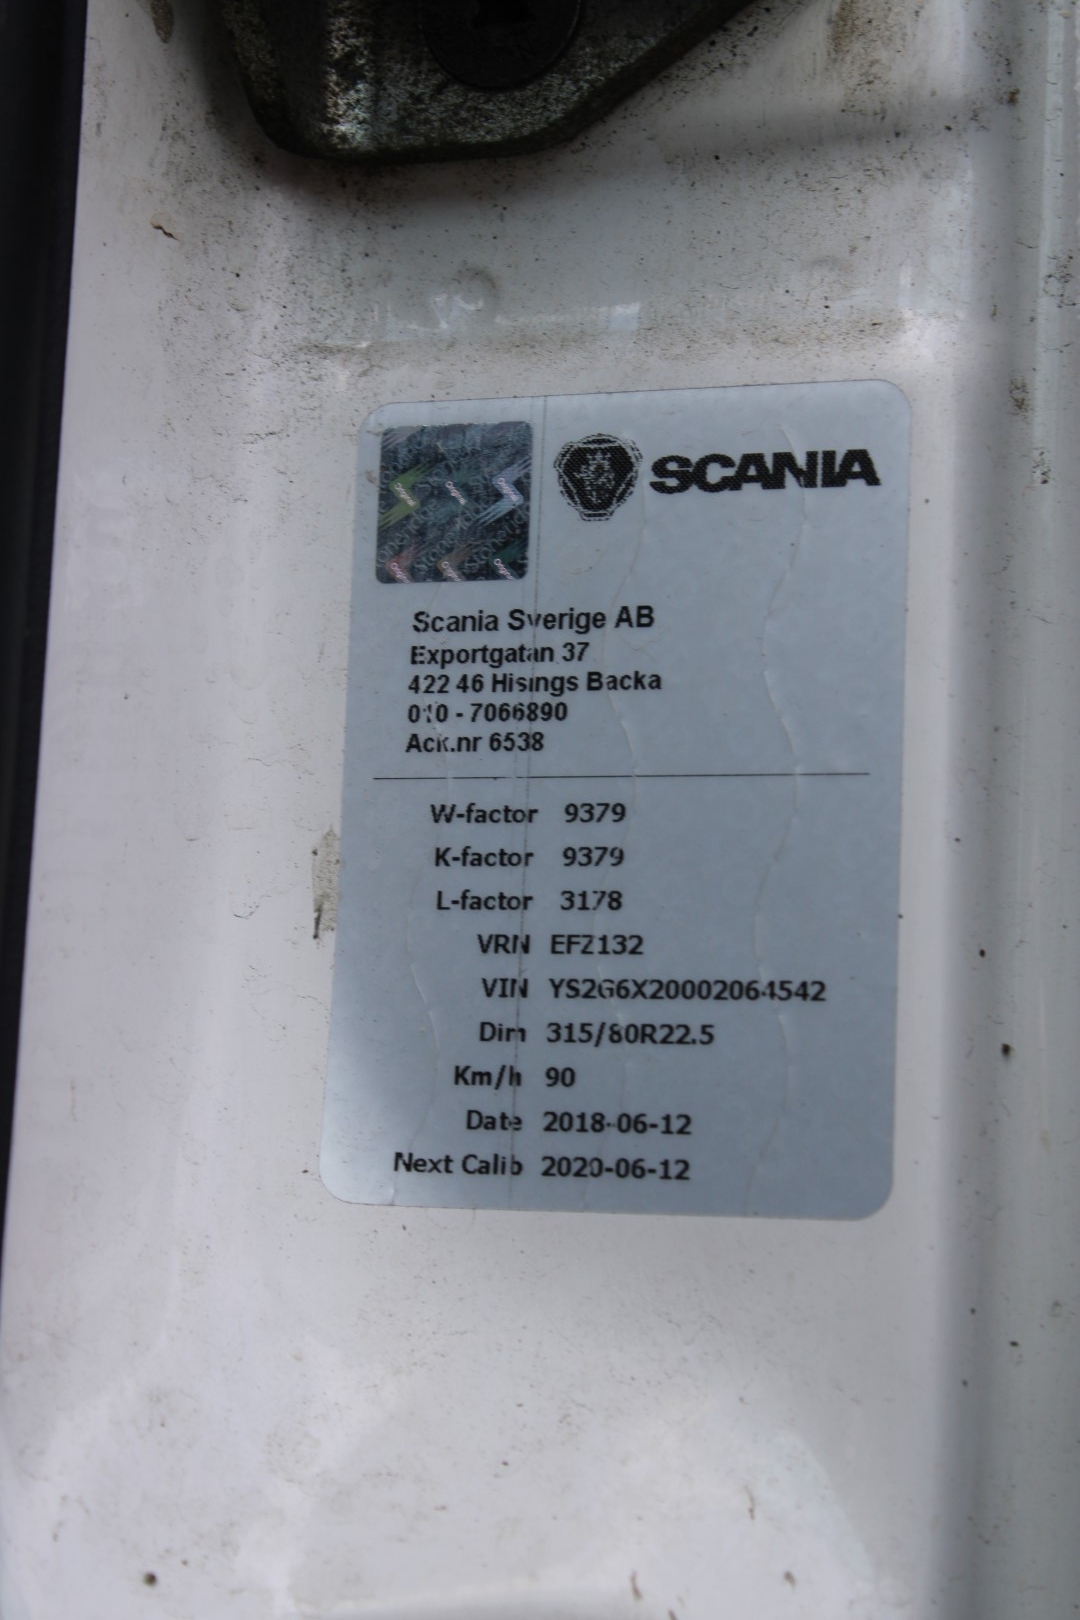 SCANIA
Scania Sverige AB
Exportgatan 37
422 46 Hisings Backa
010 - 7066890
Ack.nr 6538
W-factor 9379
K-factor 9379
L-factor 3178
VRN EFZ132
VIN YS2G6X20002064542
Dim 315/80R22.5
Km/h 90
Date 2018-06-12
Next Calib 2020-06-12